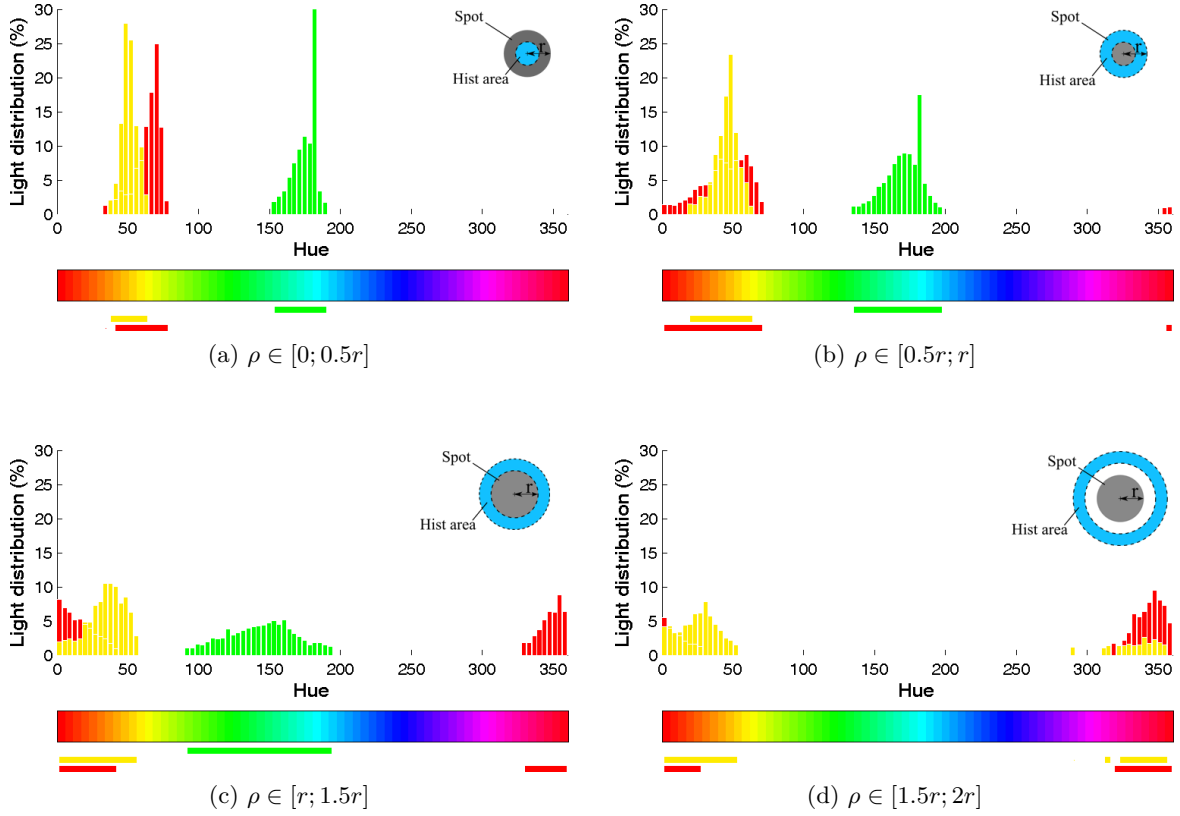 30
25
20
15
10
5
0
Light distribution (%)
Spot
r
Hist area
0 50 100 150 200 250 300 350
Hue
(a) ρ ∈ [0; 0.5r]
30
25
20
15
10
5
0
Light distribution (%)
Spot
r
Hist area
0 50 100 150 200 250 300 350
Hue
(b) ρ ∈ [0.5r; r]
30
25
20
15
10
5
0
Light distribution (%)
Spot
r
Hist area
0 50 100 150 200 250 300 350
Hue
(c) ρ ∈ [r; 1.5r]
30
25
20
15
10
5
0
Light distribution (%)
Spot
r
Hist area
0 50 100 150 200 250 300 350
Hue
(d) ρ ∈ [1.5r; 2r]